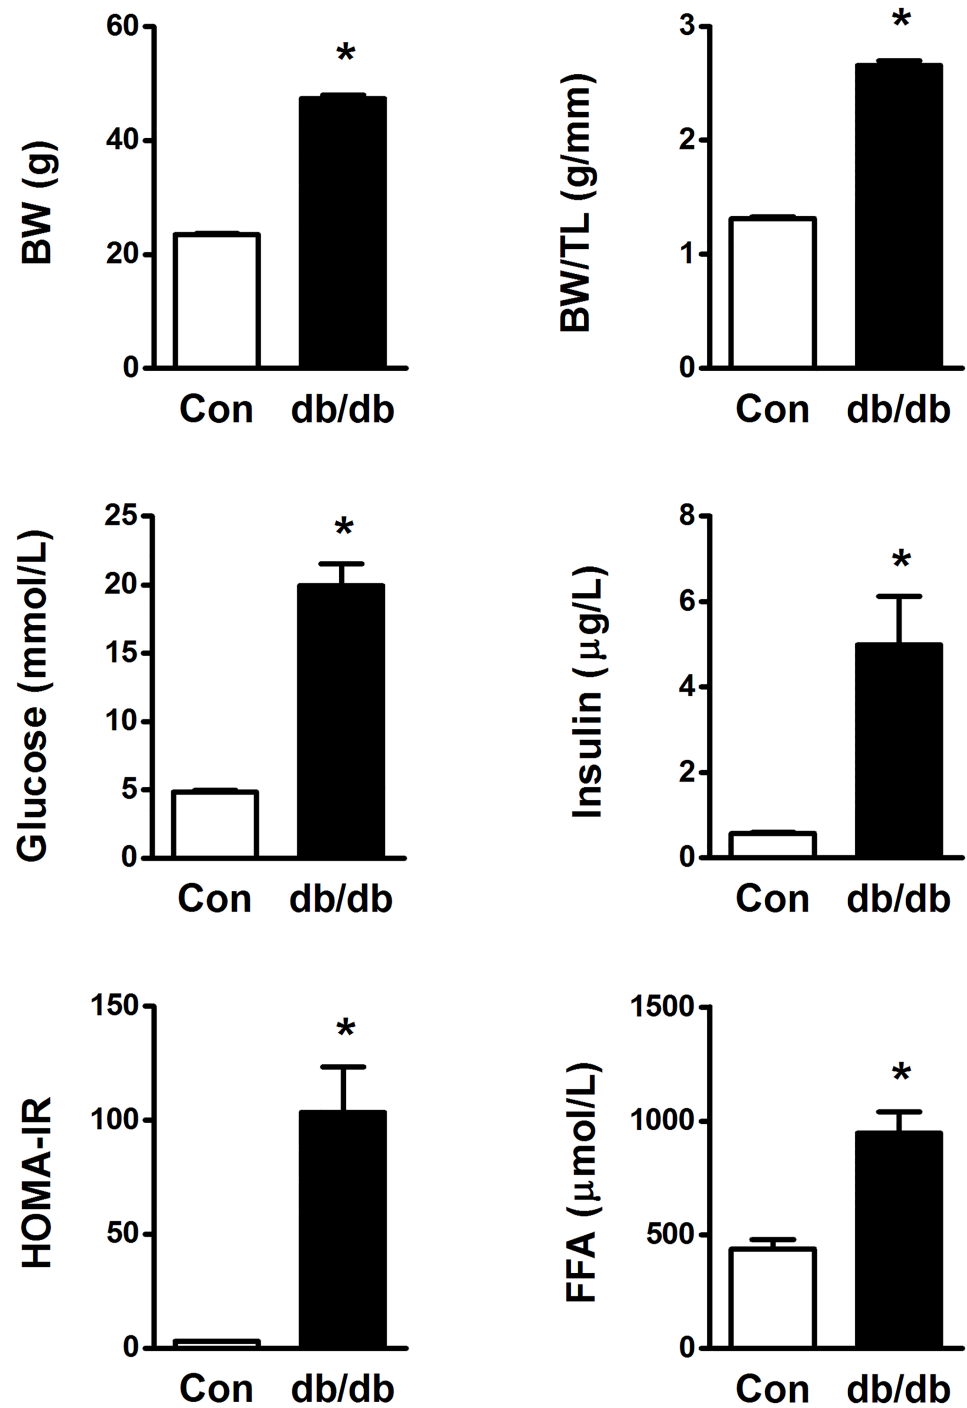 BW (g)
60
40
20
0
*
Con db/db
BW/TL (g/mm)
3
2
1
0
*
Con db/db
Glucose (mmol/L)
25
20
15
10
5
0
*
Con db/db
Insulin (μg/L)
8
6
4
2
0
*
Con db/db
HOMA-IR
150
100
50
0
*
Con db/db
FFA (μmol/L)
1500
1000
500
0
*
Con db/db